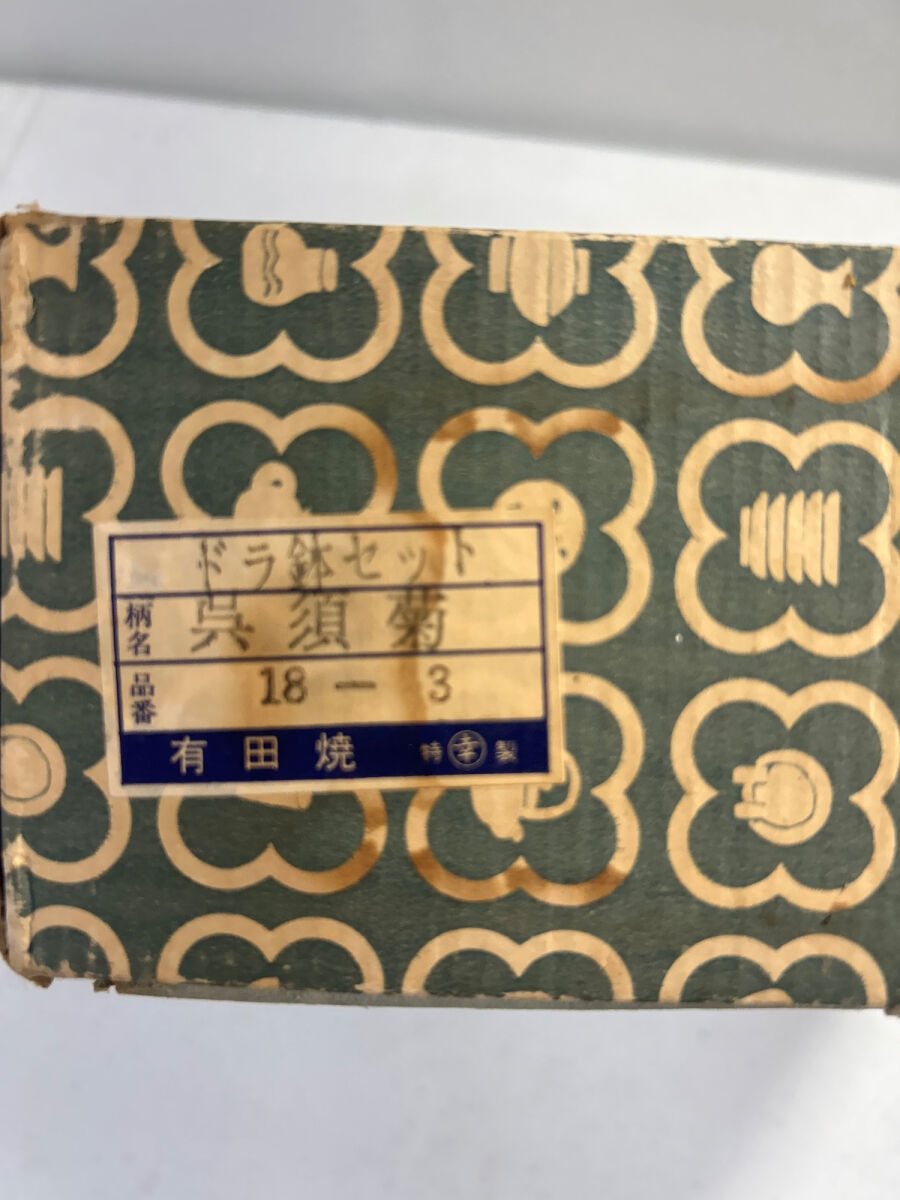 ドラ鉢セット
柄名 呉須菊
品番 18－3
有田焼 特幸製